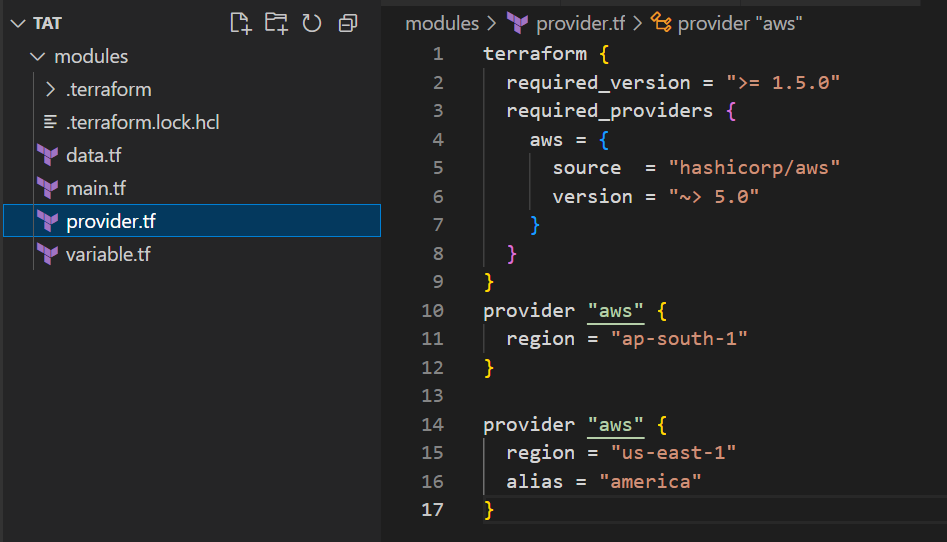 TAT
modules
.terraform
.terraform.lock.hcl
data.tf
main.tf
provider.tf
variable.tf
modules > provider.tf > provider "aws"
1 terraform {
2   required_version = ">= 1.5.0"
3   required_providers {
4     aws = {
5       source  = "hashicorp/aws"
6       version = "~> 5.0"
7     }
8   }
9 }
10 provider "aws" {
11   region = "ap-south-1"
12 }
13
14 provider "aws" {
15   region = "us-east-1"
16   alias = "america"
17 }